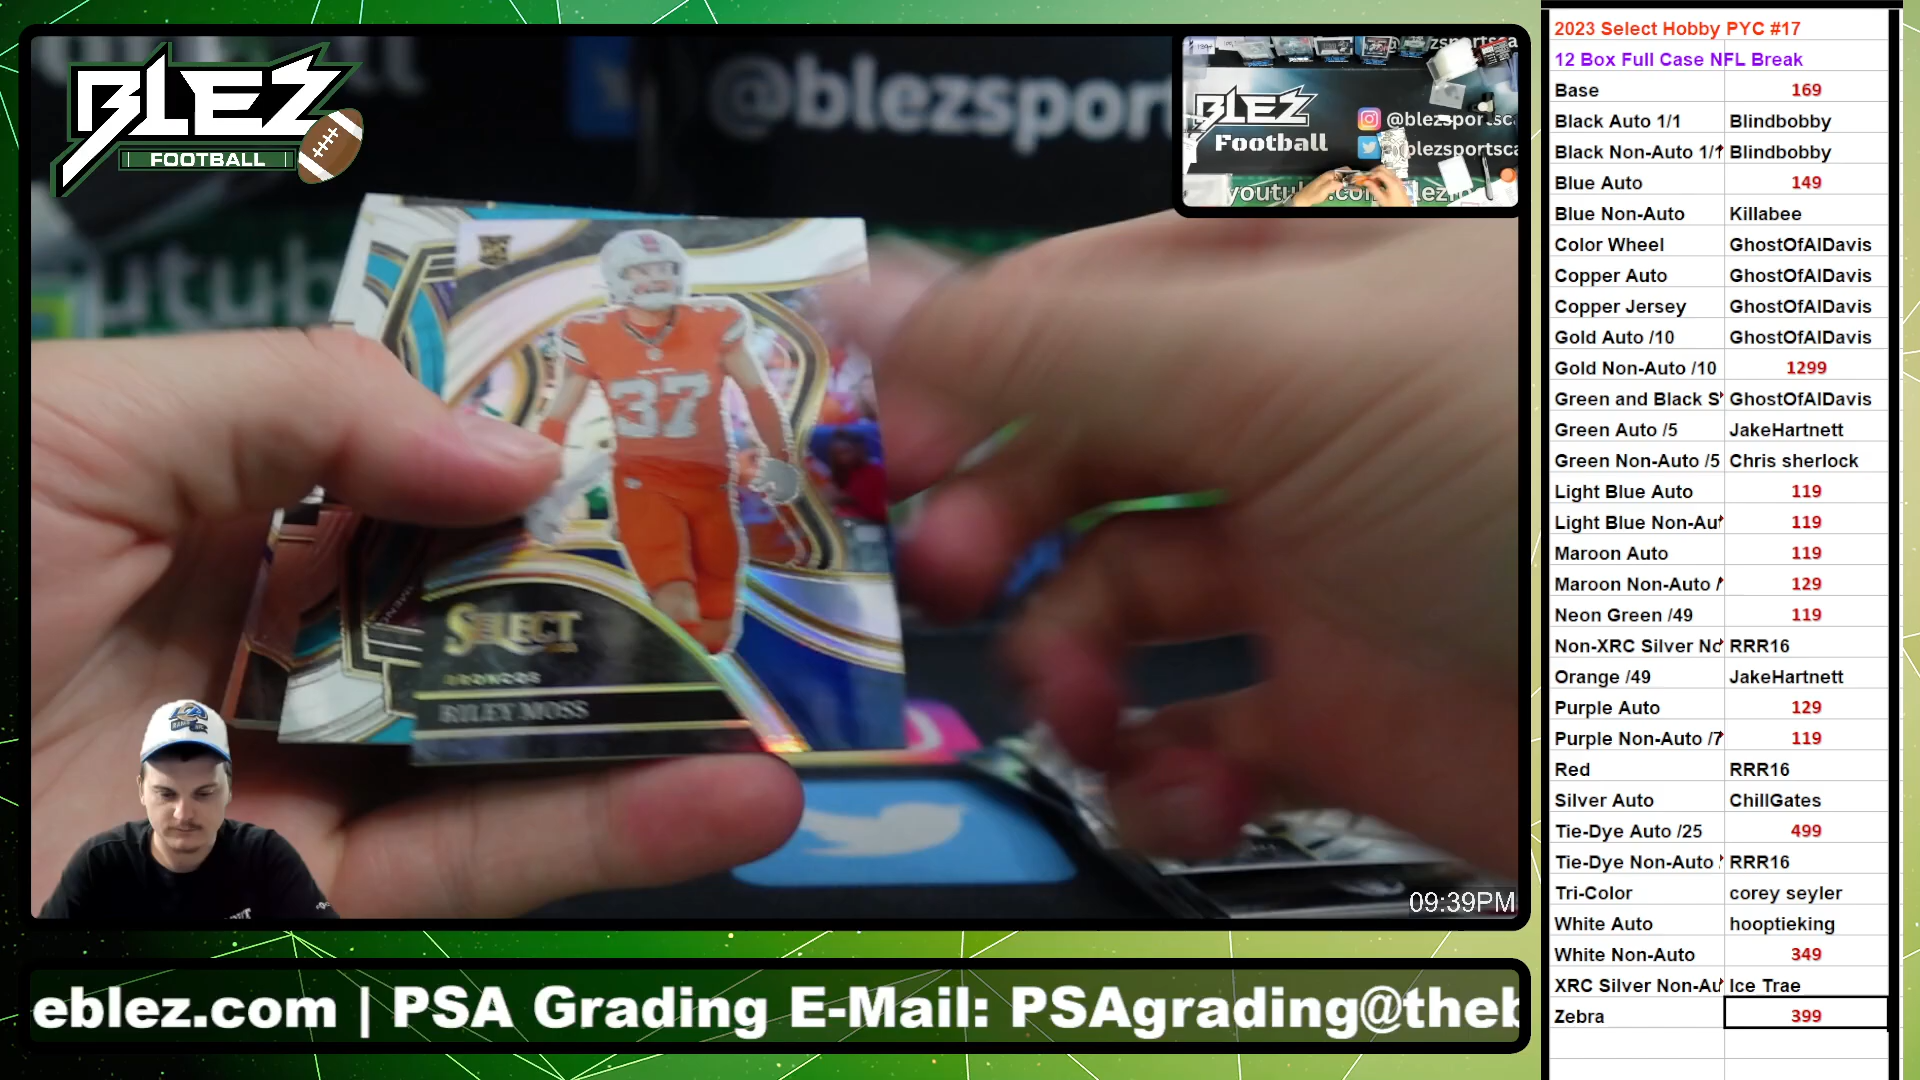 BLEZ
FOOTBALL
@blezspor
utub
BLEZ
Football
@blezsportsca
blezsportsca
37
SELECT
BRONCOS
RILEY MOSS
09:39PM
eblez.com | PSA Grading E-Mail: PSAgrading@theb
2023 Select Hobby PYC #17
12 Box Full Case NFL Break
Base 169
Black Auto 1/1 Blindbobby
Black Non-Auto 1/1 Blindbobby
Blue Auto 149
Blue Non-Auto Killabee
Color Wheel GhostOfAlDavis
Copper Auto GhostOfAlDavis
Copper Jersey GhostOfAlDavis
Gold Auto /10 GhostOfAlDavis
Gold Non-Auto /10 1299
Green and Black S GhostOfAlDavis
Green Auto /5 JakeHartnett
Green Non-Auto /5 Chris sherlock
Light Blue Auto 119
Light Blue Non-Au 119
Maroon Auto 119
Maroon Non-Auto / 129
Neon Green /49 119
Non-XRC Silver No RRR16
Orange /49 JakeHartnett
Purple Auto 129
Purple Non-Auto /7 119
Red RRR16
Silver Auto ChillGates
Tie-Dye Auto /25 499
Tie-Dye Non-Auto RRR16
Tri-Color corey seyler
White Auto hooptieking
White Non-Auto 349
XRC Silver Non-Au Ice Trae
Zebra 399